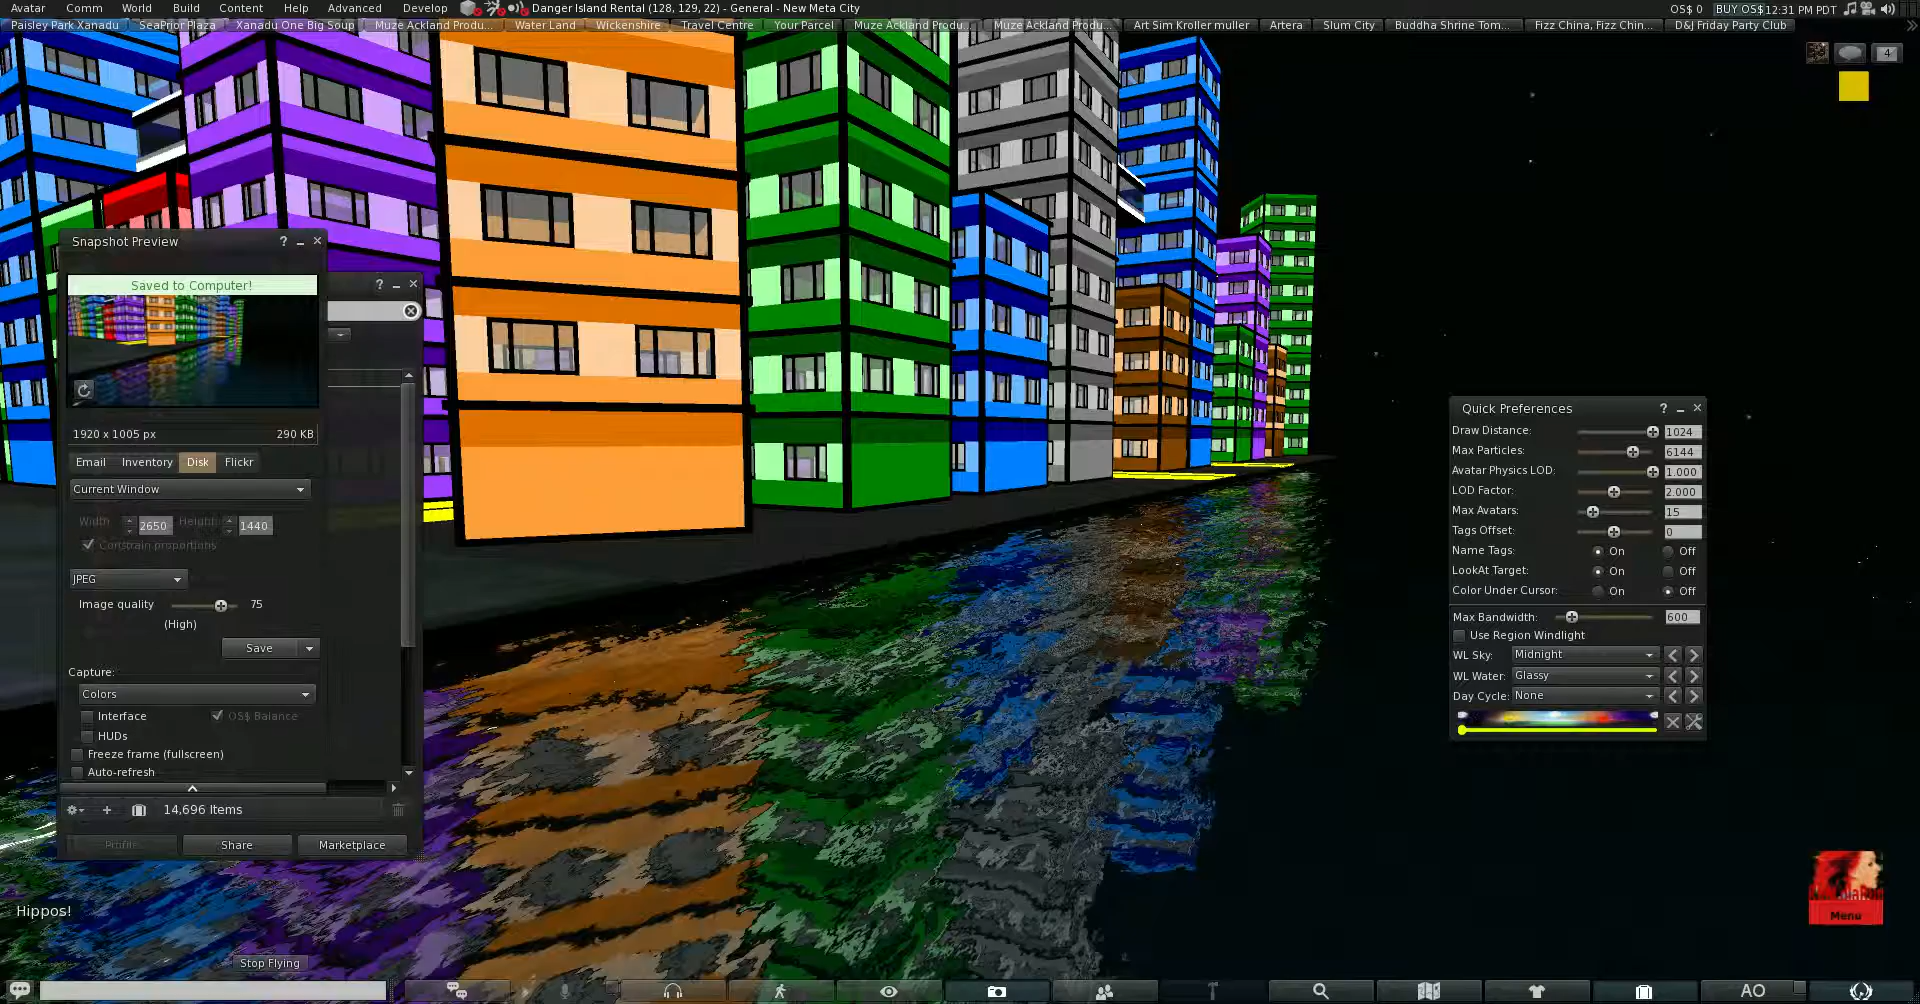 Avatar Comm World Build Content Help Advanced Develop Danger Island Rental (128, 129, 22) - General - New Meta City OS$ 0 BUY OS$ 12:31 PM PDT
Paisley Park Xanadu SeaPrior Plaza Xanadu One Big Soup Muze Ackland Produ... Water Land Wickenshire Travel Centre Your Parcel Muze Ackland Produ... Muze Ackland Produ... Art Sim Kroller muller Artera Slum City Buddha Shrine Tom... Fizz China, Fizz Chin... D&J Friday Party Club
4
Snapshot Preview ?
Saved to Computer!
1920 x 1005 px 290 KB
Email Inventory Disk Flickr
Current Window
Width 2650 Height: 1440
Constrain proportions
JPEG
Image quality 75
(High)
Save
Capture:
Colors
Interface OS$ Balance
HUDs
Freeze frame (fullscreen)
Auto-refresh
?
14,696 Items
Profile Share Marketplace
Quick Preferences ?
Draw Distance: 1024
Max Particles: 6144
Avatar Physics LOD: 1.000
LOD Factor: 2.000
Max Avatars: 15
Tags Offset: 0
Name Tags: On Off
LookAt Target: On Off
Color Under Cursor: On Off
Max Bandwidth: 600
Use Region Windlight
WL Sky: Midnight
WL Water: Glassy
Day Cycle: None
Menu
Hippos!
Stop Flying
AO